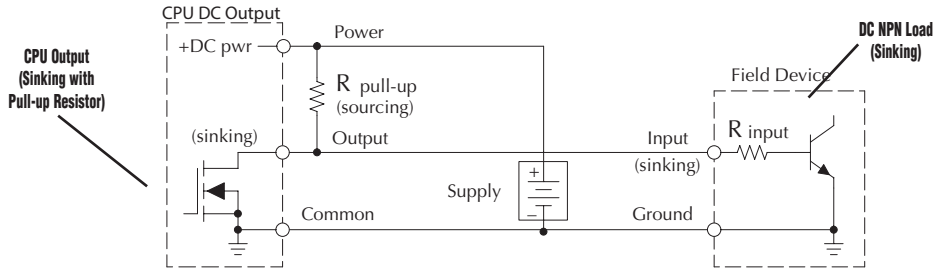 CPU DC Output
DC NPN Load
(Sinking)
+DC pwr
Power
CPU Output
(Sinking with
Pull-up Resistor)
R pull-up
(sourcing)
Field Device
(sinking)
Output
Input
(sinking)
R input
Supply
+
–
Common
Ground